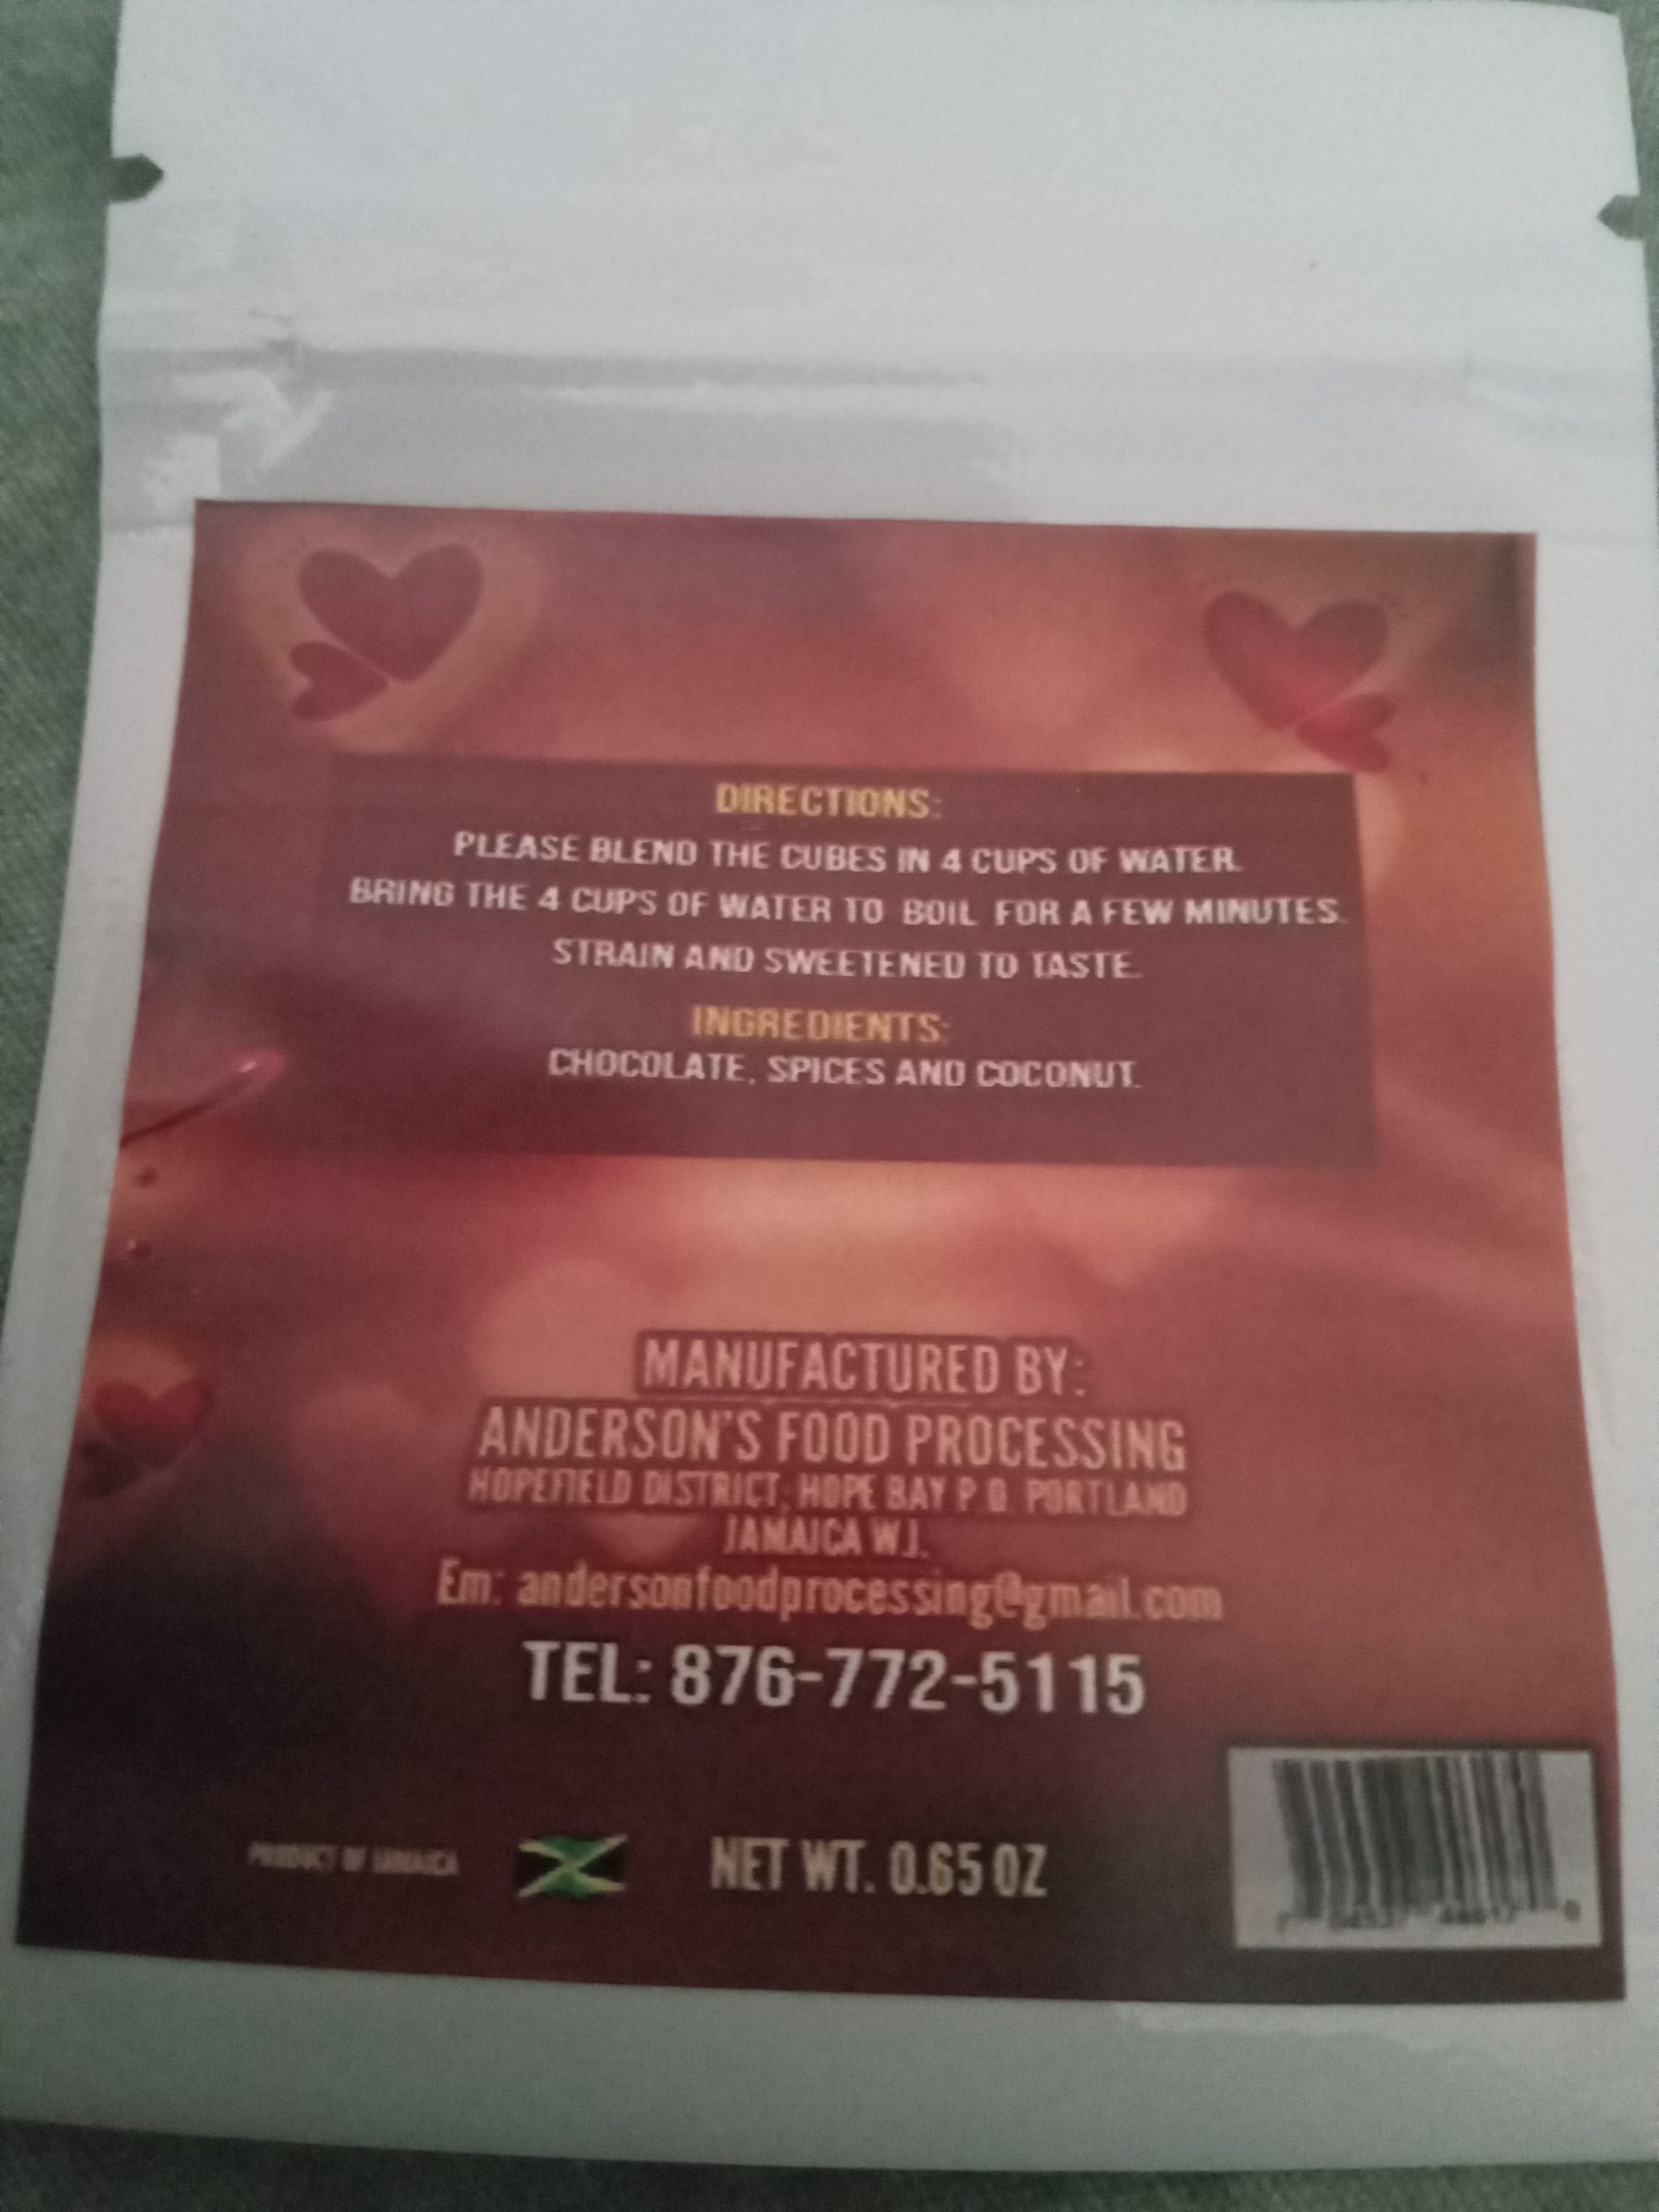 DIRECTIONS:
PLEASE BLEND THE CUBES IN 4 CUPS OF WATER.
BRING THE 4 CUPS OF WATER TO BOIL FOR A FEW MINUTES.
STRAIN AND SWEETENED TO TASTE.
INGREDIENTS:
CHOCOLATE, SPICES AND COCONUT.
MANUFACTURED BY:
ANDERSON'S FOOD PROCESSING
HOPEFIELD DISTRICT, HOPE BAY P.O. PORTLAND
JAMAICA W.I.
Em: andersonfoodprocessing@gmail.com
TEL: 876-772-5115
PRODUCT OF JAMAICA
NET WT. 0.65 OZ